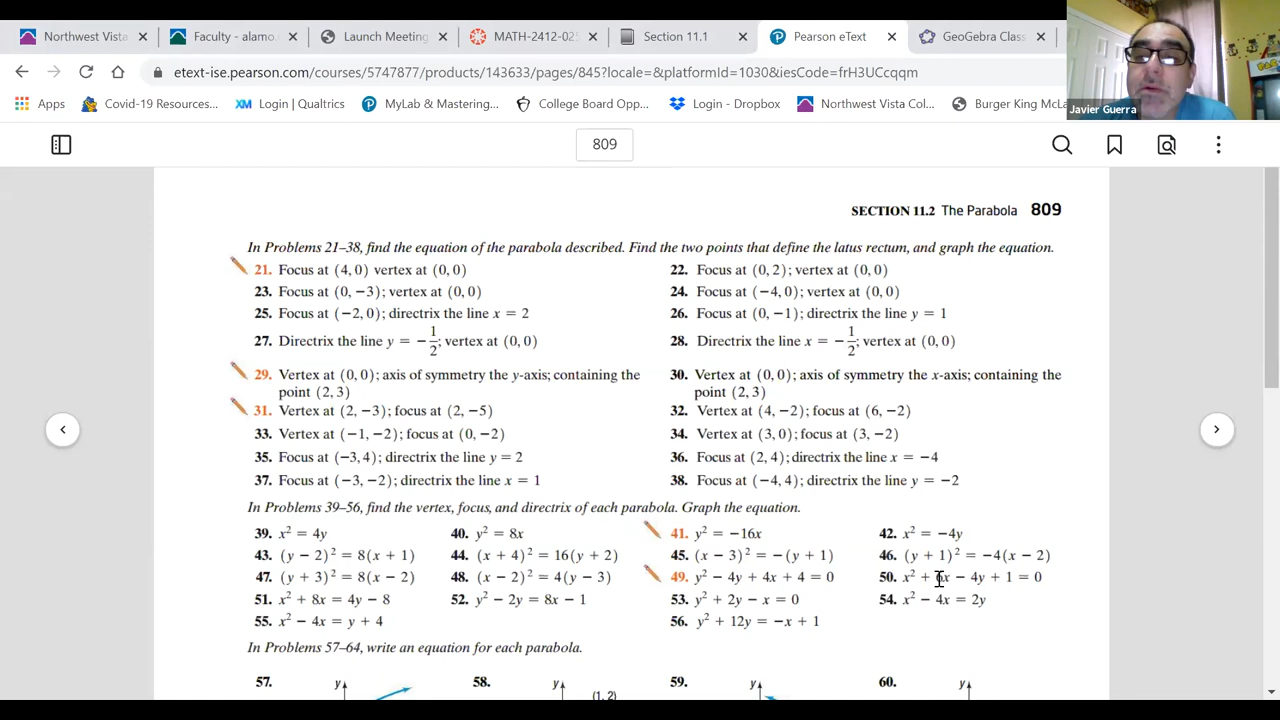 Northwest Vista
Faculty - alamo.
Launch Meeting
MATH-2412-025
Section 11.1
Pearson eText
GeoGebra Class
etext-ise.pearson.com/courses/5747877/products/143633/pages/845?locale=&platformId=1030&iesCode=frH3UCcqqm
Javier Guerra
Apps Covid-19 Resources... Login | Qualtrics MyLab & Mastering... College Board Opp... Login - Dropbox Northwest Vista Col... Burger King McLa
809
SECTION 11.2 The Parabola 809
In Problems 21–38, find the equation of the parabola described. Find the two points that define the latus rectum, and graph the equation.
21. Focus at (4, 0) vertex at (0, 0)
22. Focus at (0, 2); vertex at (0, 0)
23. Focus at (0, −3); vertex at (0, 0)
24. Focus at (−4, 0); vertex at (0, 0)
25. Focus at (−2, 0); directrix the line x = 2
26. Focus at (0, −1); directrix the line y = 1
27. Directrix the line y = −1/2; vertex at (0, 0)
28. Directrix the line x = −1/2; vertex at (0, 0)
29. Vertex at (0, 0); axis of symmetry the y-axis; containing the
point (2, 3)
30. Vertex at (0, 0); axis of symmetry the x-axis; containing the
point (2, 3)
31. Vertex at (2, −3); focus at (2, −5)
32. Vertex at (4, −2); focus at (6, −2)
33. Vertex at (−1, −2); focus at (0, −2)
34. Vertex at (3, 0); focus at (3, −2)
35. Focus at (−3, 4); directrix the line y = 2
36. Focus at (2, 4); directrix the line x = −4
37. Focus at (−3, −2); directrix the line x = 1
38. Focus at (−4, 4); directrix the line y = −2
In Problems 39–56, find the vertex, focus, and directrix of each parabola. Graph the equation.
39. x² = 4y 40. y² = 8x 41. y² = −16x 42. x² = −4y
43. (y − 2)² = 8(x + 1) 44. (x + 4)² = 16(y + 2) 45. (x − 3)² = −(y + 1) 46. (y + 1)² = −4(x − 2)
47. (y + 3)² = 8(x − 2) 48. (x − 2)² = 4(y − 3) 49. y² − 4y + 4x + 4 = 0 50. x² + 6x − 4y + 1 = 0
51. x² + 8x = 4y − 8 52. y² − 2y = 8x − 1 53. y² + 2y − x = 0 54. x² − 4x = 2y
55. x² − 4x = y + 4 56. y² + 12y = −x + 1
In Problems 57–64, write an equation for each parabola.
57. y 58. y (1, 2) 59. y 60. y